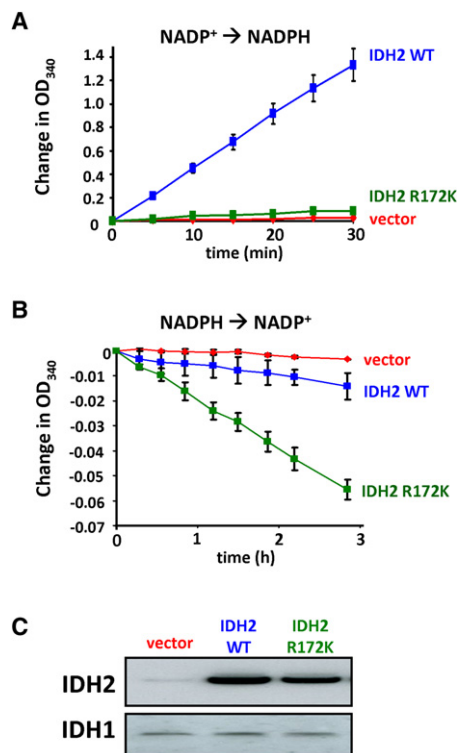 A
NADP⁺ → NADPH
IDH2 WT
1.4
1.2
1.0
0.8
0.6
0.4
0.2
0
Change in OD₃₄₀
IDH2 R172K
vector
0 10 20 30
time (min)
B
NADPH → NADP⁺
0
-0.01
-0.02
-0.03
-0.04
-0.05
-0.06
-0.07
Change in OD₃₄₀
vector
IDH2 WT
IDH2 R172K
0 1 2 3
time (h)
C
vector
IDH2
WT
IDH2
R172K
IDH2
IDH1